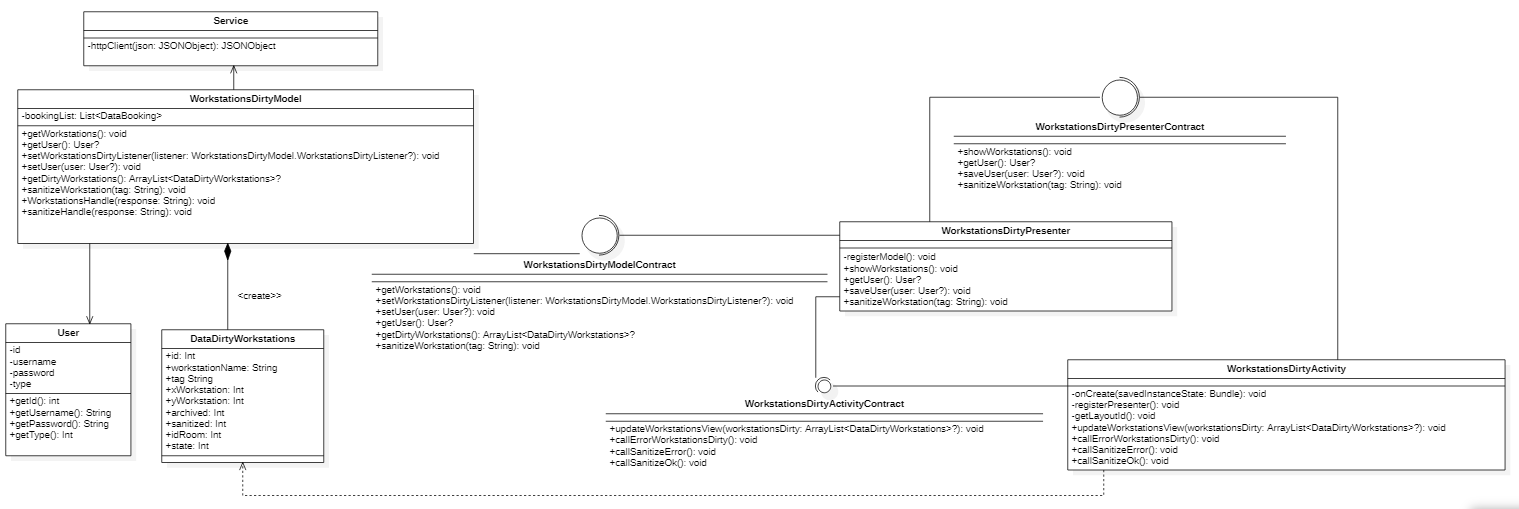 Service
-httpClient(json: JSONObject): JSONObject
WorkstationsDirtyModel
-bookingList: List<DataBooking>
+getWorkstations(): void
+getUser(): User?
+setWorkstationsDirtyListener(listener: WorkstationsDirtyModel.WorkstationsDirtyListener?): void
+setUser(user: User?): void
+getDirtyWorkstations(): ArrayList<DataDirtyWorkstations>?
+sanitizeWorkstation(tag: String): void
+WorkstationsHandle(response: String): void
+sanitizeHandle(response: String): void
<create>>
User
-id
-username
-password
-type
+getId(): int
+getUsername(): String
+getPassword(): String
+getType(): Int
DataDirtyWorkstations
+id: Int
+workstationName: String
+tag String
+xWorkstation: Int
+yWorkstation: Int
+archived: Int
+sanitized: Int
+idRoom: Int
+state: Int
WorkstationsDirtyModelContract
+getWorkstations(): void
+setWorkstationsDirtyListener(listener: WorkstationsDirtyModel.WorkstationsDirtyListener?): void
+setUser(user: User?): void
+getUser(): User?
+getDirtyWorkstations(): ArrayList<DataDirtyWorkstations>?
+sanitizeWorkstation(tag: String): void
WorkstationsDirtyPresenterContract
+showWorkstations(): void
+getUser(): User?
+saveUser(user: User?): void
+sanitizeWorkstation(tag: String): void
WorkstationsDirtyPresenter
-registerModel(): void
+showWorkstations(): void
+getUser(): User?
+saveUser(user: User?): void
+sanitizeWorkstation(tag: String): void
WorkstationsDirtyActivityContract
+updateWorkstationsView(workstationsDirty: ArrayList<DataDirtyWorkstations>?): void
+callErrorWorkstationsDirty(): void
+callSanitizeError(): void
+callSanitizeOk(): void
WorkstationsDirtyActivity
-onCreate(savedInstanceState: Bundle): void
-registerPresenter(): void
-getLayoutId(): void
+updateWorkstationsView(workstationsDirty: ArrayList<DataDirtyWorkstations>?): void
+callErrorWorkstationsDirty(): void
+callSanitizeError(): void
+callSanitizeOk(): void